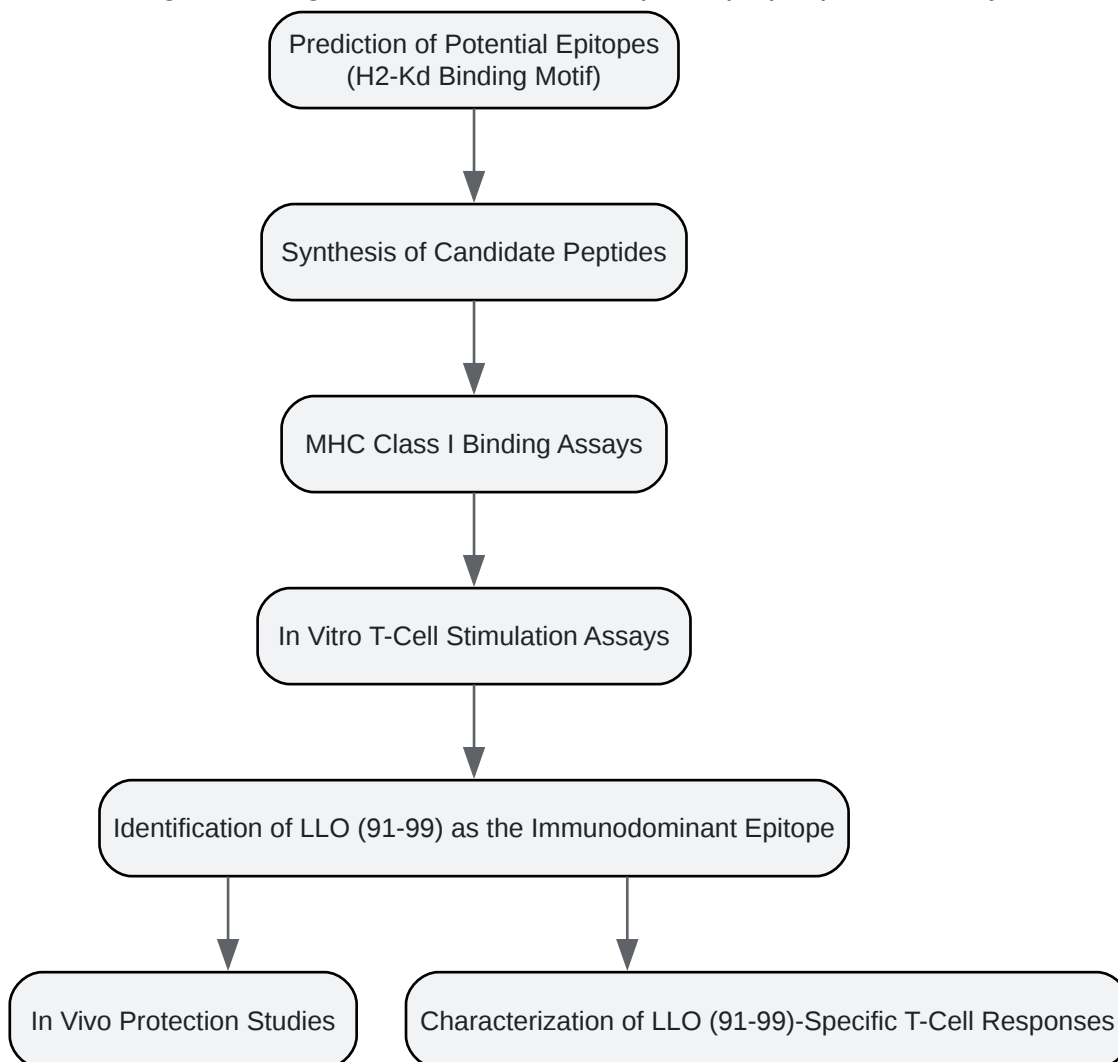 Prediction of Potential Epitopes
(H2-Kd Binding Motif)
Synthesis of Candidate Peptides
MHC Class I Binding Assays
In Vitro T-Cell Stimulation Assays
Identification of LLO (91-99) as the Immunodominant Epitope
In Vivo Protection Studies
Characterization of LLO (91-99)-Specific T-Cell Responses